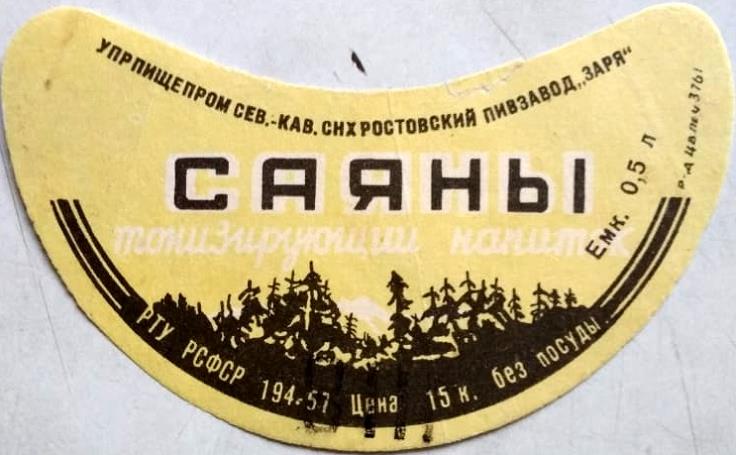 УПРПИЩЕПРОМ СЕВ.-КАВ. СНХ РОСТОВСКИЙ ПИВЗАВОД „ЗАРЯ"
САЯНЫ
тонизирующий напиток
Емк. 0,5 л
РТУ РСФСР 194-57 Цена 15 к. без посуды